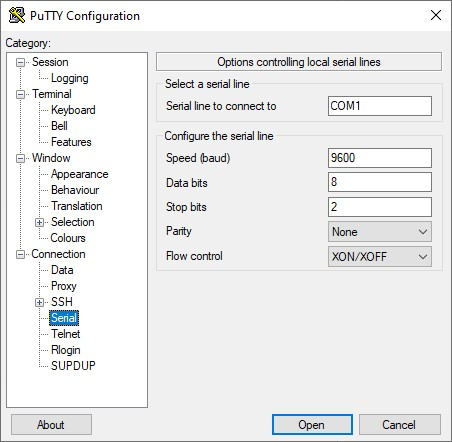 PuTTY Configuration
Category:
Session
Logging
Terminal
Keyboard
Bell
Features
Window
Appearance
Behaviour
Translation
Selection
Colours
Connection
Data
Proxy
SSH
Serial
Telnet
Rlogin
SUPDUP
Options controlling local serial lines
Select a serial line
Serial line to connect to COM1
Configure the serial line
Speed (baud) 9600
Data bits 8
Stop bits 2
Parity None
Flow control XON/XOFF
About Open Cancel